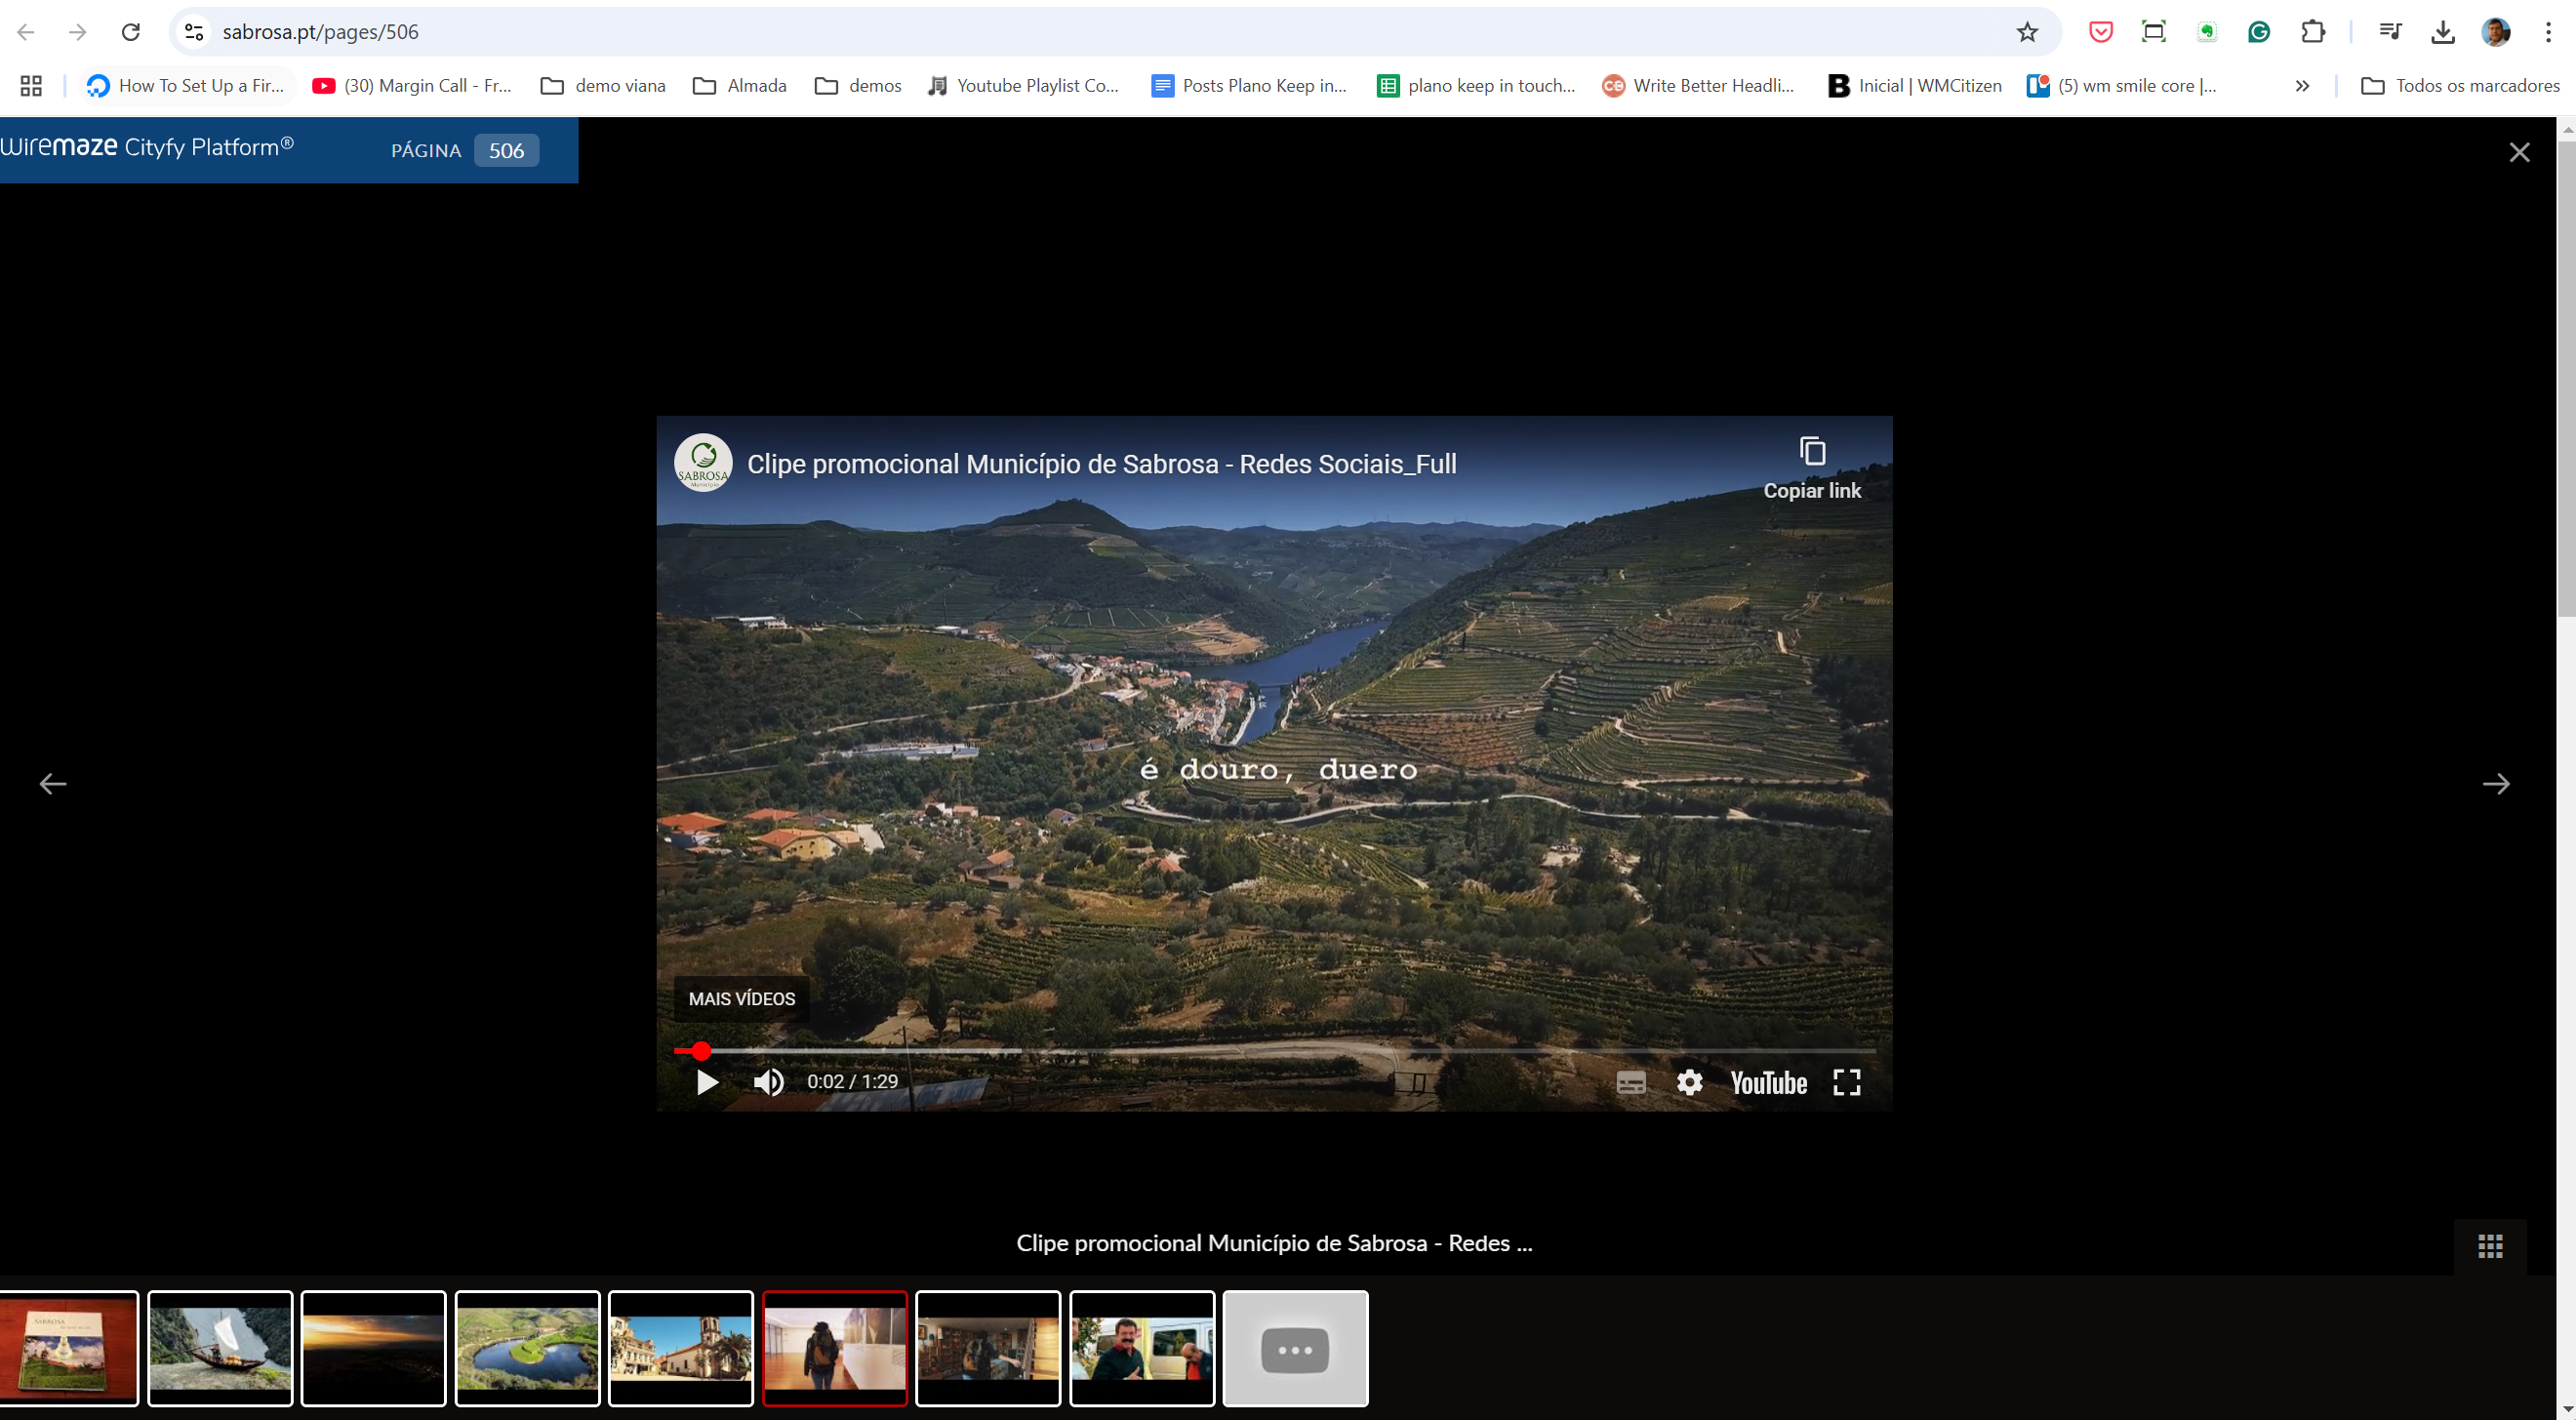 sabrosa.pt/pages/506
How To Set Up a Fir...
(30) Margin Call - Fr...
demo viana
Almada
demos
Youtube Playlist Co...
Posts Plano Keep in...
plano keep in touch...
Write Better Headli...
Inicial | WMCitizen
(5) wm smile core |...
Todos os marcadores
wiremaze Cityfy Platform®
PÁGINA 506
SABROSA
Município
Clipe promocional Município de Sabrosa - Redes Sociais_Full
Copiar link
é douro, duero
MAIS VÍDEOS
0:02 / 1:29
YouTube
Clipe promocional Município de Sabrosa - Redes ...
SABROSA